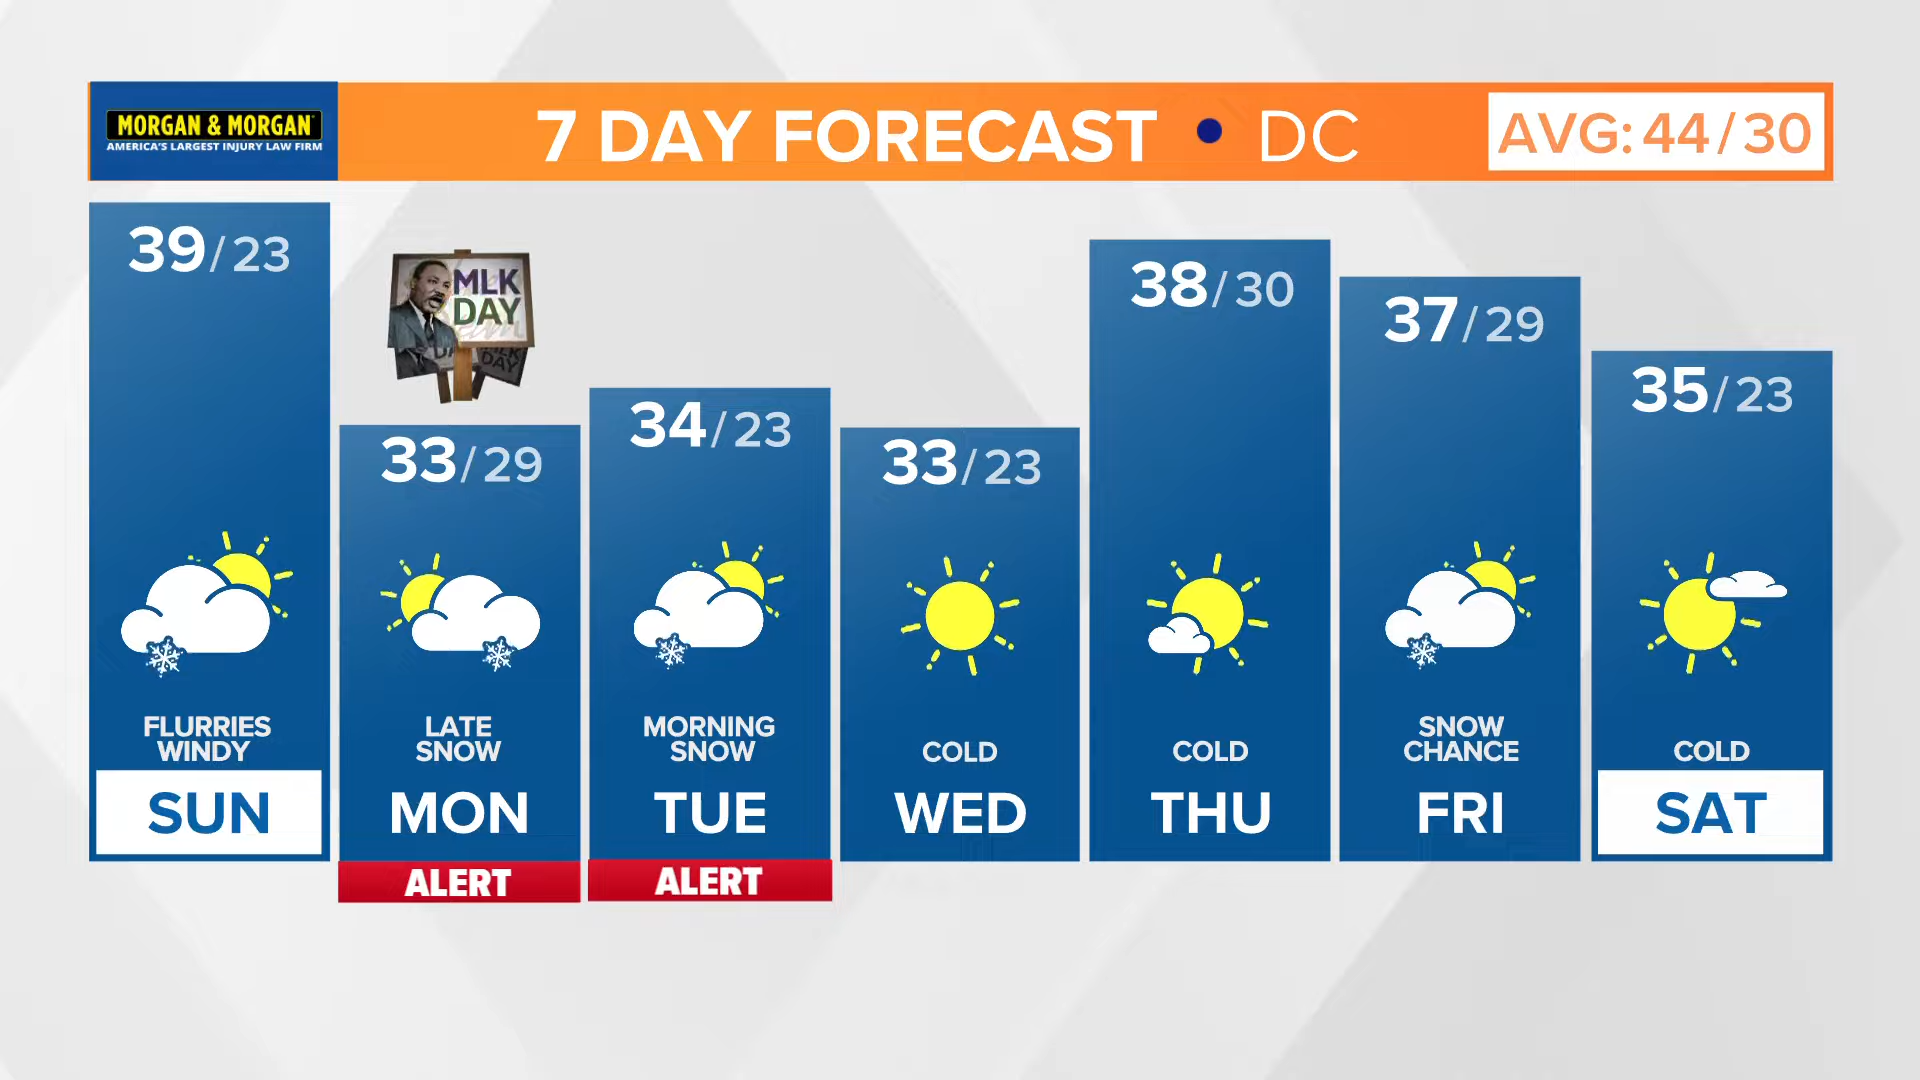 MORGAN & MORGAN
AMERICA'S LARGEST INJURY LAW FIRM
7 DAY FORECAST • DC
AVG: 44/30
39/23
FLURRIES
WINDY
SUN
MLK
DAY
MLK
DAY
33/29
LATE
SNOW
MON
ALERT
34/23
MORNING
SNOW
TUE
ALERT
33/23
COLD
WED
38/30
COLD
THU
37/29
SNOW
CHANCE
FRI
35/23
COLD
SAT